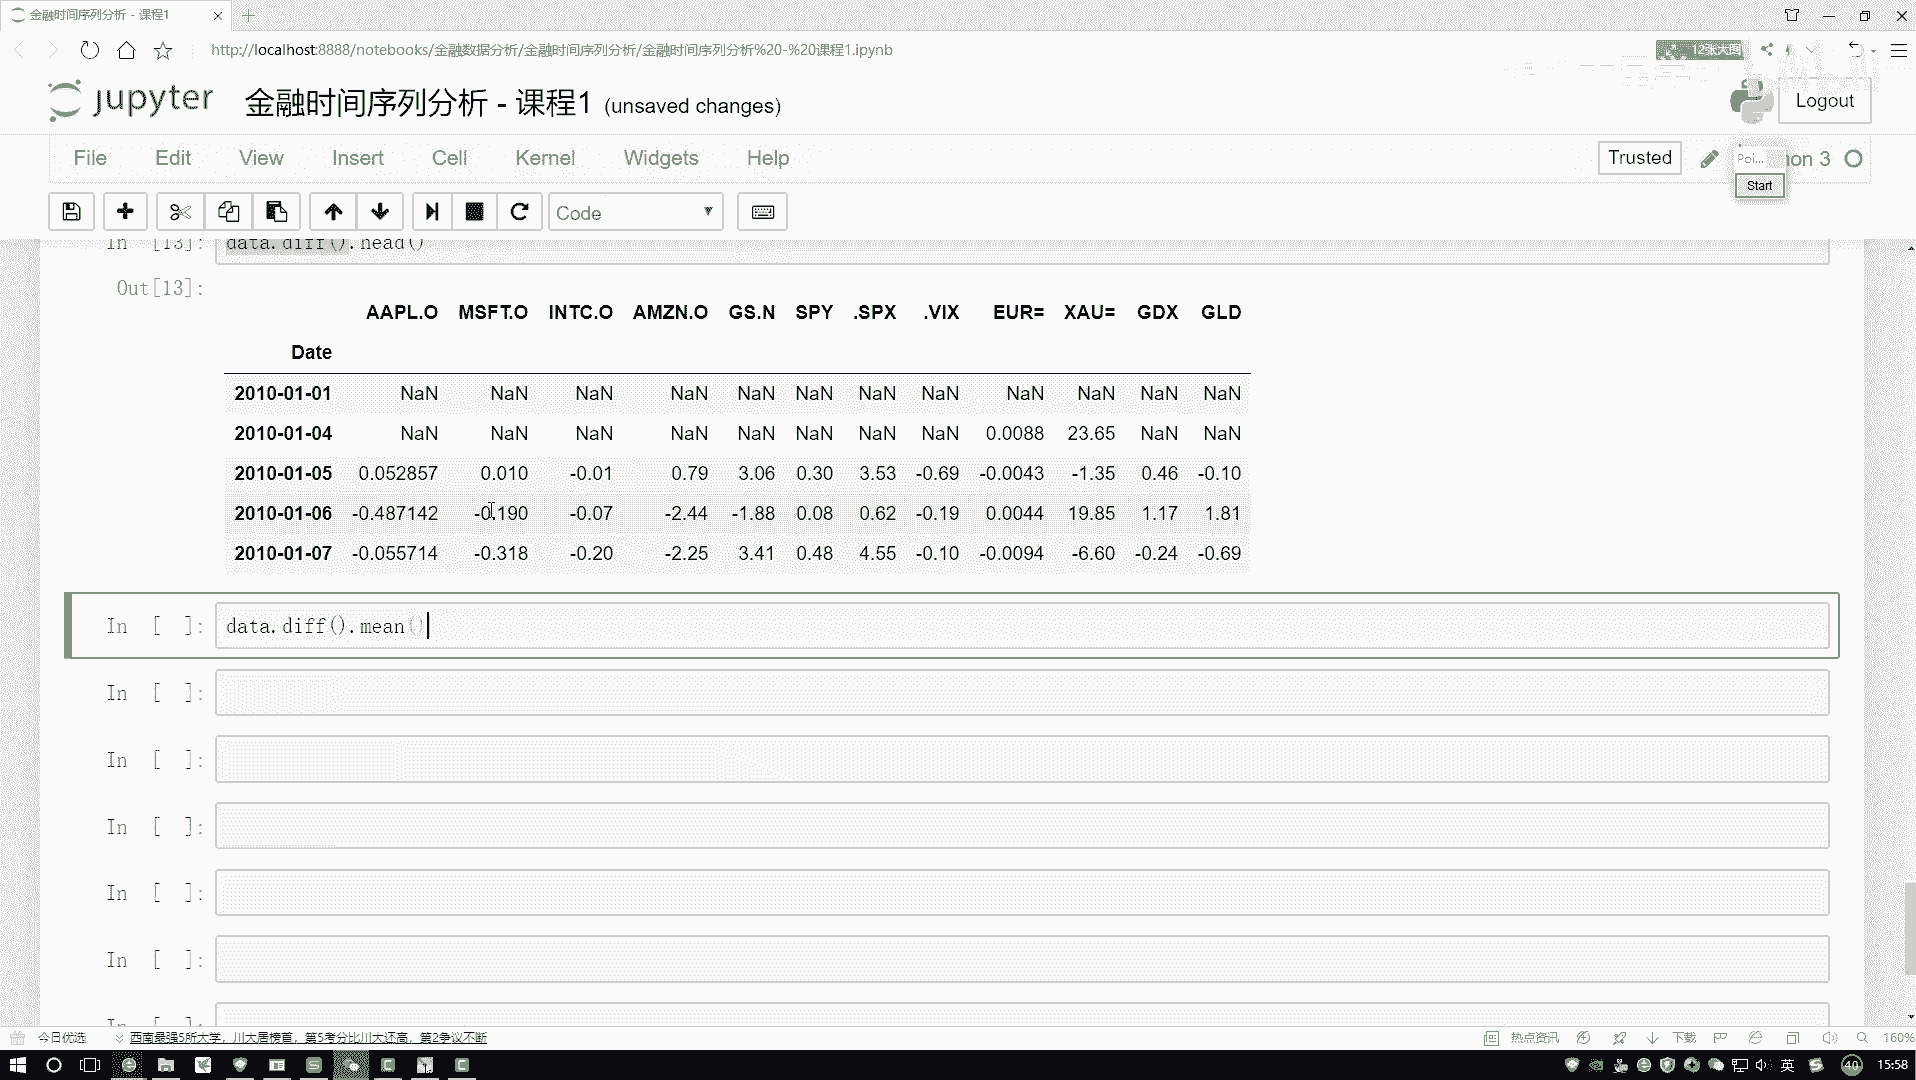 金融时间序列分析 - 课程1
http://localhost:8888/notebooks/金融数据分析/金融时间序列分析/金融时间序列分析%20-%20课程1.ipynb
12张大图
jupyter 金融时间序列分析 - 课程1 (unsaved changes)
Logout
File Edit View Insert Cell Kernel Widgets Help
Trusted
Poi... hon 3
Start
Code
In [13]: data.diff().head()
Out[13]:
AAPL.O MSFT.O INTC.O AMZN.O GS.N SPY .SPX .VIX EUR= XAU= GDX GLD
Date
2010-01-01 NaN NaN NaN NaN NaN NaN NaN NaN NaN NaN NaN NaN
2010-01-04 NaN NaN NaN NaN NaN NaN NaN NaN 0.0088 23.65 NaN NaN
2010-01-05 0.052857 0.010 -0.01 0.79 3.06 0.30 3.53 -0.69 -0.0043 -1.35 0.46 -0.10
2010-01-06 -0.487142 -0.190 -0.07 -2.44 -1.88 0.08 0.62 -0.19 0.0044 19.85 1.17 1.81
2010-01-07 -0.055714 -0.318 -0.20 -2.25 3.41 0.48 4.55 -0.10 -0.0094 -6.60 -0.24 -0.69
In [ ]: data.diff().mean()
In [ ]:
In [ ]:
In [ ]:
In [ ]:
In [ ]:
In [ ]:
今日优选 西南最强5所大学，川大居榜首，第5考分比川大还高，第2争议不断
热点资讯 下载 160%
英 40 15:58